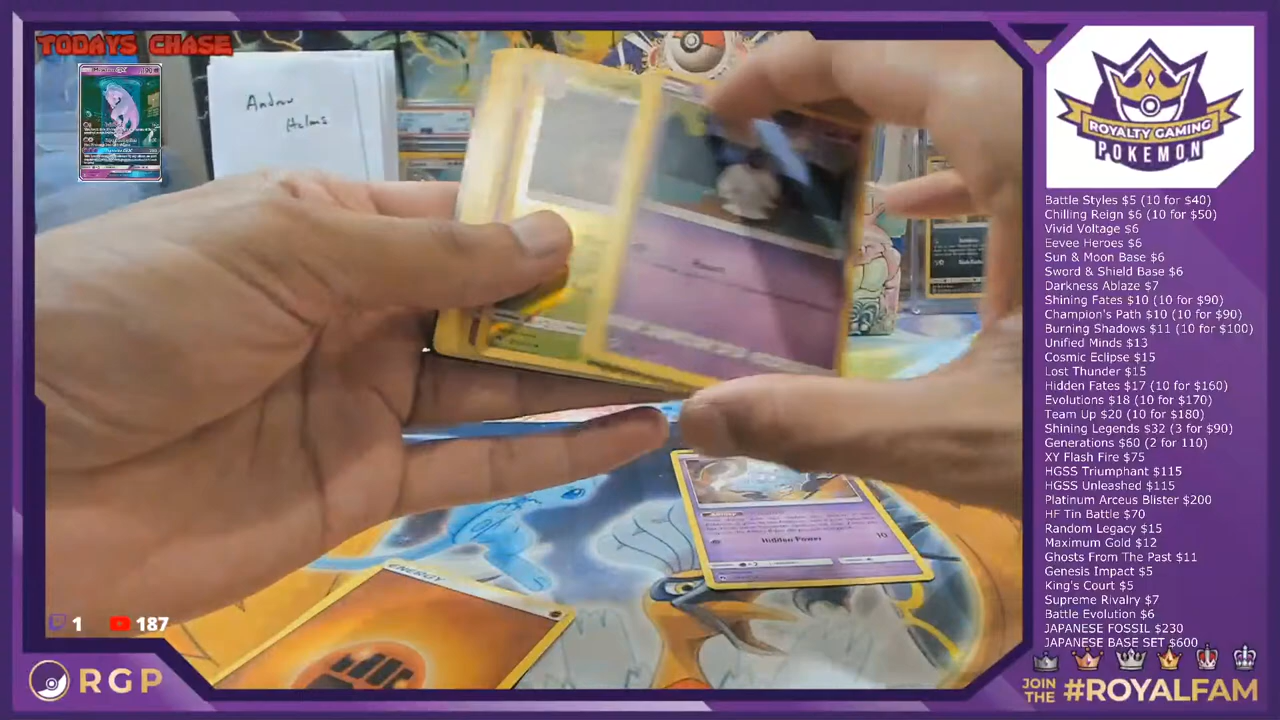 TODAYS CHASE
Andrew
Holms
ROYALTY GAMING
POKEMON
Battle Styles $5 (10 for $40)
Chilling Reign $6 (10 for $50)
Vivid Voltage $6
Eevee Heroes $6
Sun & Moon Base $6
Sword & Shield Base $6
Darkness Ablaze $7
Shining Fates $10 (10 for $90)
Champion's Path $10 (10 for $90)
Burning Shadows $11 (10 for $100)
Unified Minds $13
Cosmic Eclipse $15
Lost Thunder $15
Hidden Fates $17 (10 for $160)
Evolutions $18 (10 for $170)
Team Up $20 (10 for $180)
Shining Legends $32 (3 for $90)
Generations $60 (2 for 110)
XY Flash Fire $75
HGSS Triumphant $115
HGSS Unleashed $115
Platinum Arceus Blister $200
HF Tin Battle $70
Random Legacy $15
Maximum Gold $12
Ghosts From The Past $11
Genesis Impact $5
King's Court $5
Supreme Rivalry $7
Battle Evolution $6
JAPANESE FOSSIL $230
JAPANESE BASE SET $600
Hidden Power 10
ENERGY
1 187
RGP
JOIN
THE #ROYALFAM